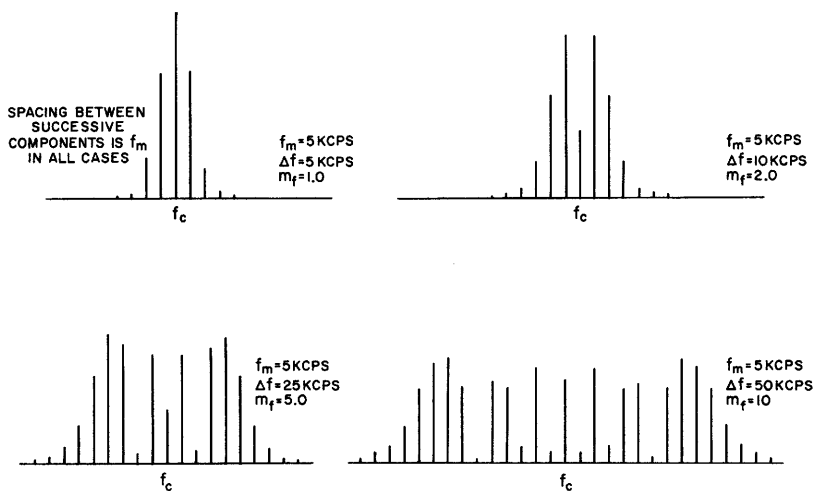 SPACING BETWEEN
SUCCESSIVE
COMPONENTS IS fm
IN ALL CASES
fm=5KCPS
Δf=5KCPS
mf=1.0
fc
fm=5KCPS
Δf=10KCPS
mf=2.0
fc
fm=5KCPS
Δf=25KCPS
mf=5.0
fc
fm=5KCPS
Δf=50KCPS
mf=10
fc